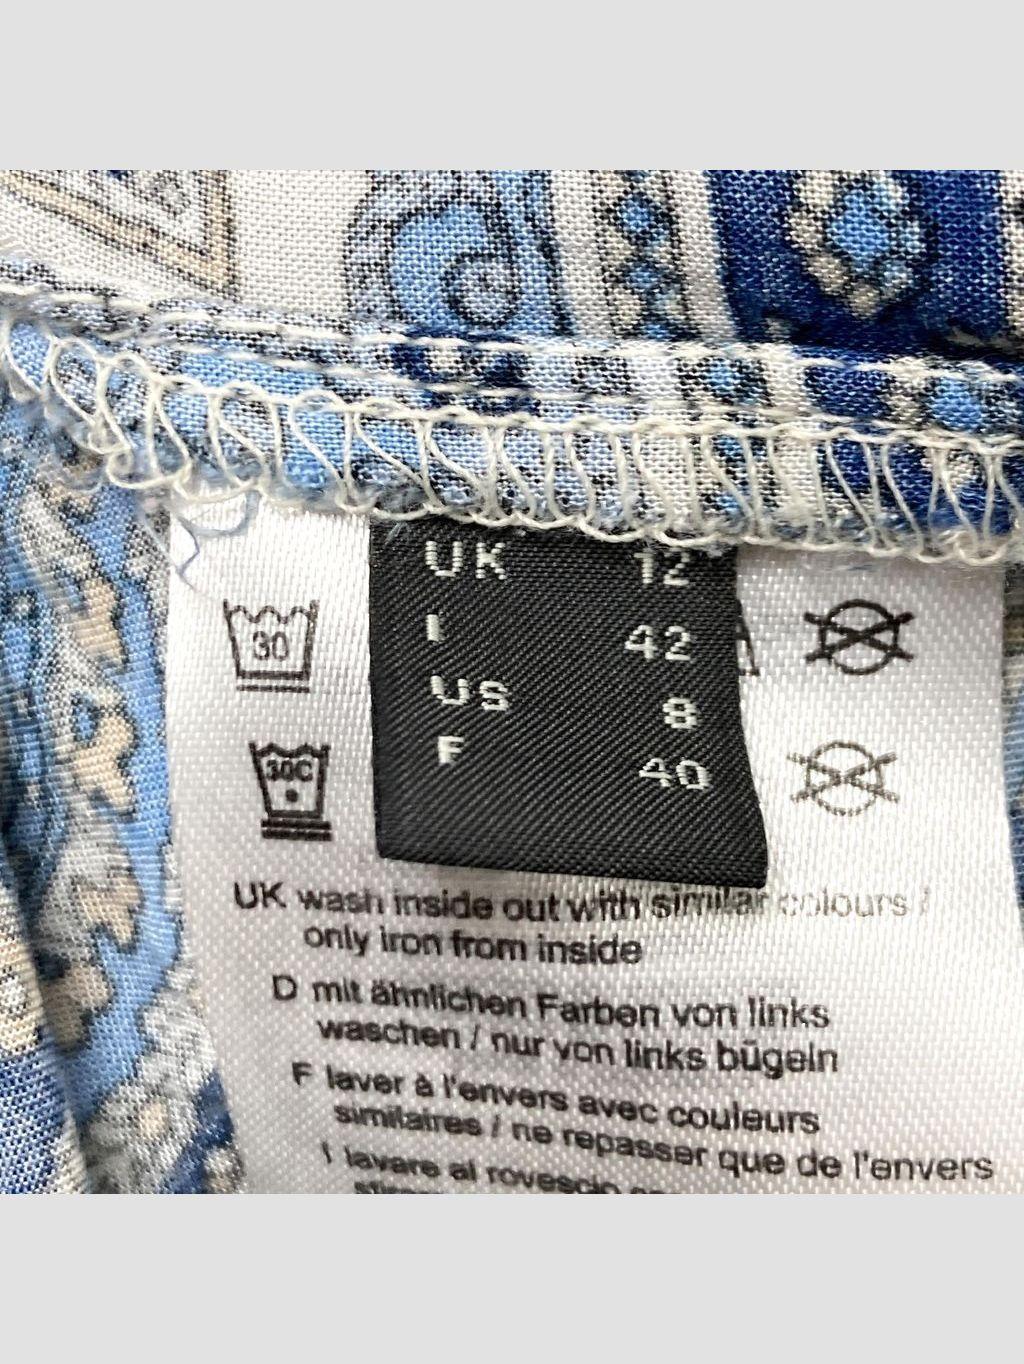 UK 12
I 42
US 8
F 40
30
30C
UK wash inside out with similar colours /
only iron from inside
D mit ähnlichen Farben von links
waschen / nur von links bügeln
F laver à l'envers avec couleurs
similaires / ne repasser que de l'envers
I lavare al rovescio